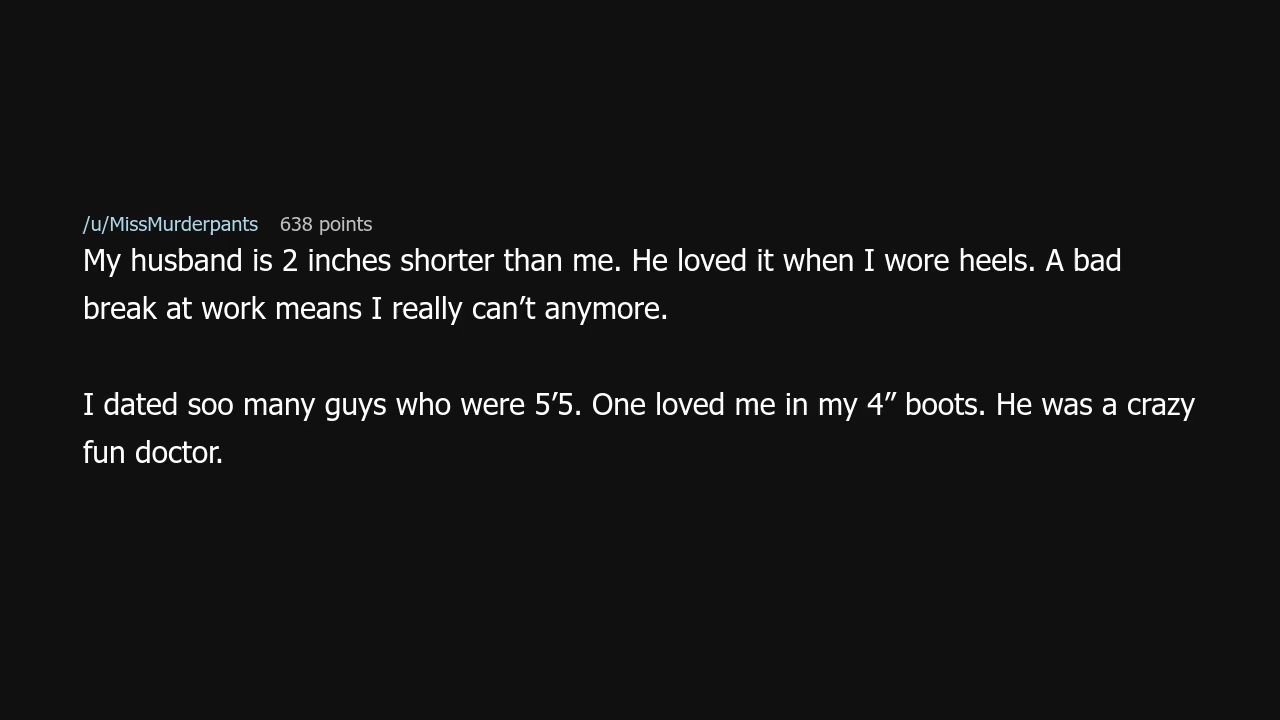 /u/MissMurderpants 638 points
My husband is 2 inches shorter than me. He loved it when I wore heels. A bad
break at work means I really can’t anymore.
I dated soo many guys who were 5’5. One loved me in my 4” boots. He was a crazy
fun doctor.